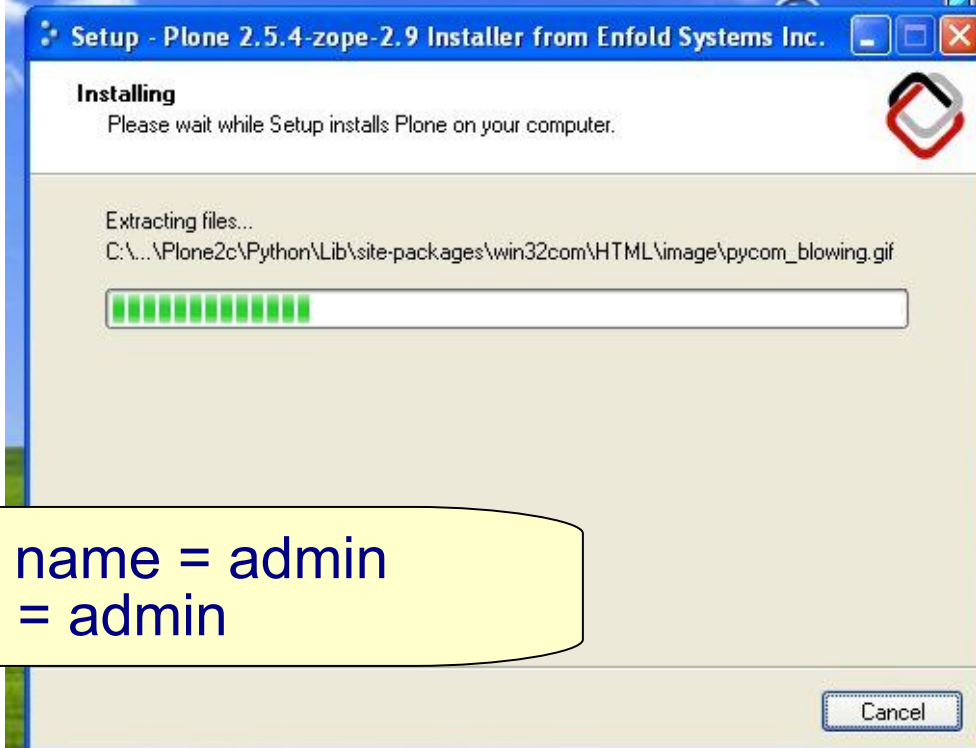 Setup - Plone 2.5.4-zope-2.9 Installer from Enfold Systems Inc.
Installing
Please wait while Setup installs Plone on your computer.
Extracting files...
C:\...\Plone2c\Python\Lib\site-packages\win32com\HTML\image\pycom_blowing.gif
name = admin
= admin
Cancel